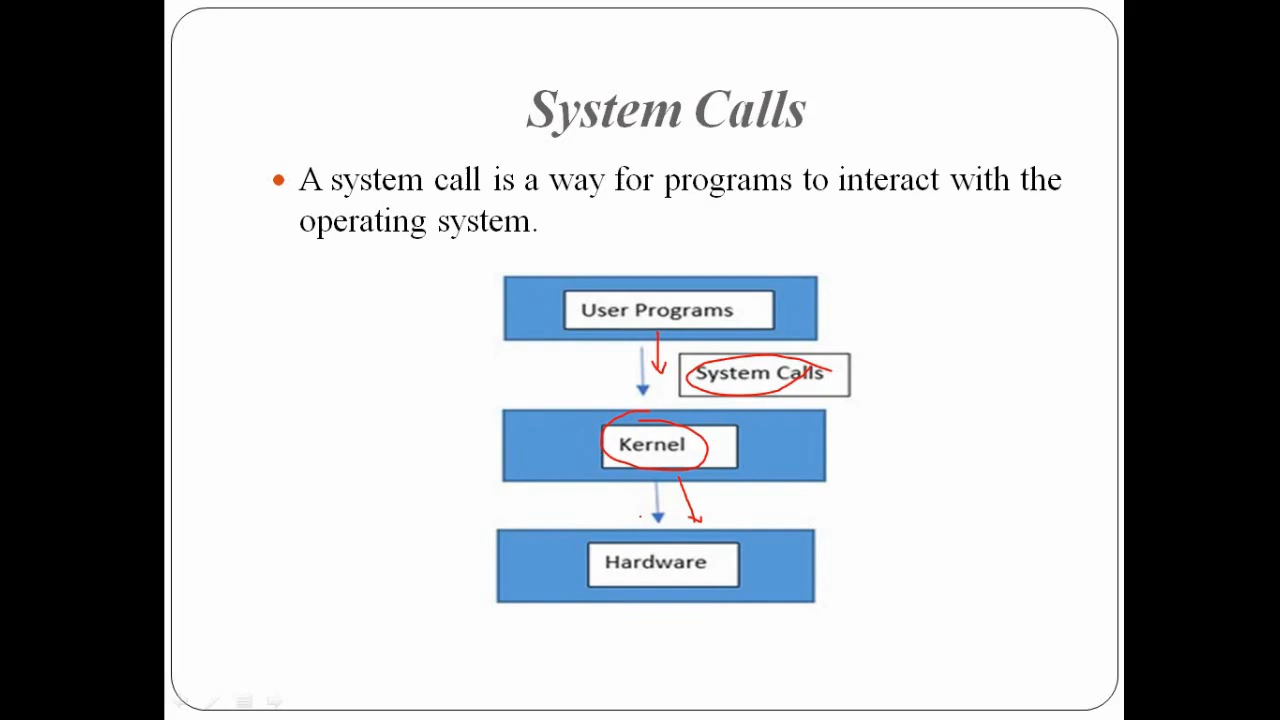 System Calls
• A system call is a way for programs to interact with the
operating system.
User Programs
System Calls
Kernel
Hardware